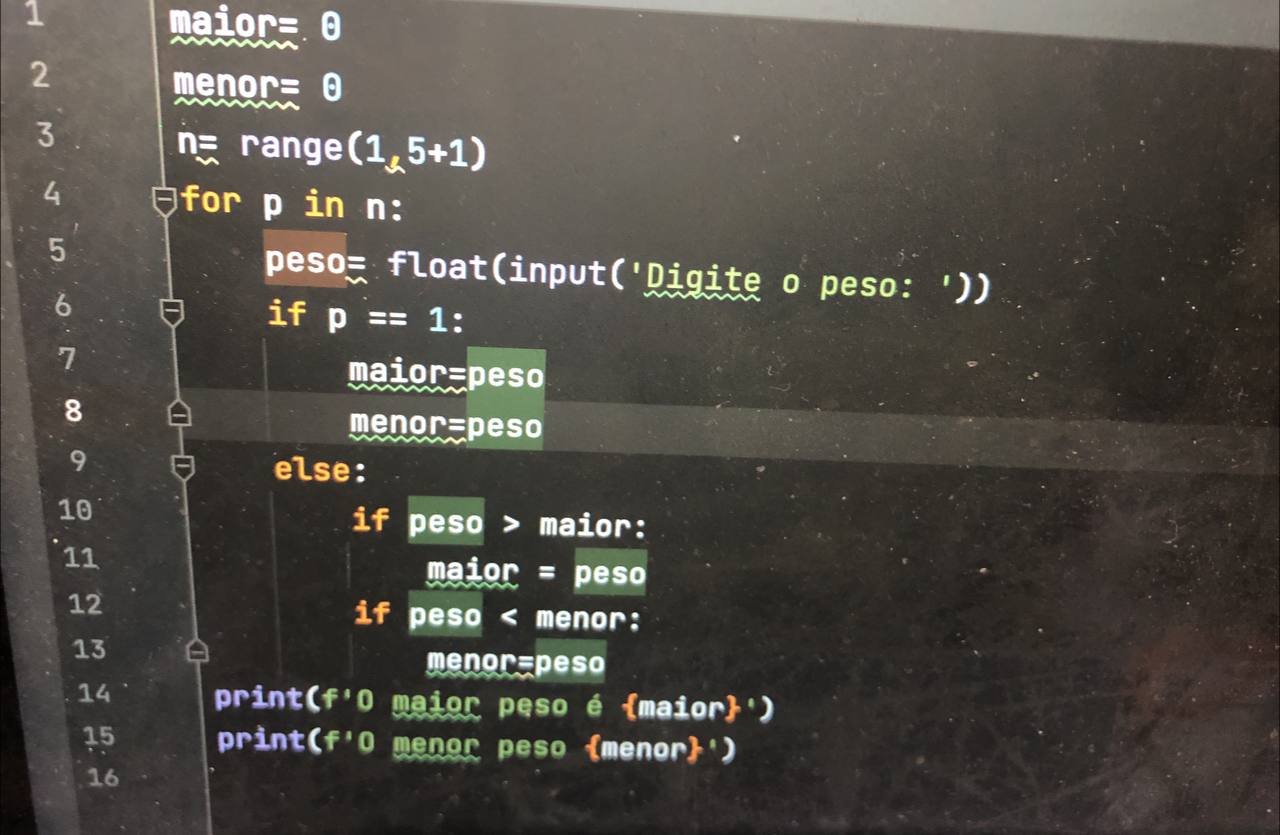 1 maior= 0
2 menor= 0
3 n= range(1,5+1)
4 for p in n:
5 peso= float(input('Digite o peso: '))
6 if p == 1:
7 maior=peso
8 menor=peso
9 else:
10 if peso > maior:
11 maior = peso
12 if peso < menor:
13 menor=peso
14 print(f'O maior peso é {maior}')
15 print(f'O menor peso {menor}')
16